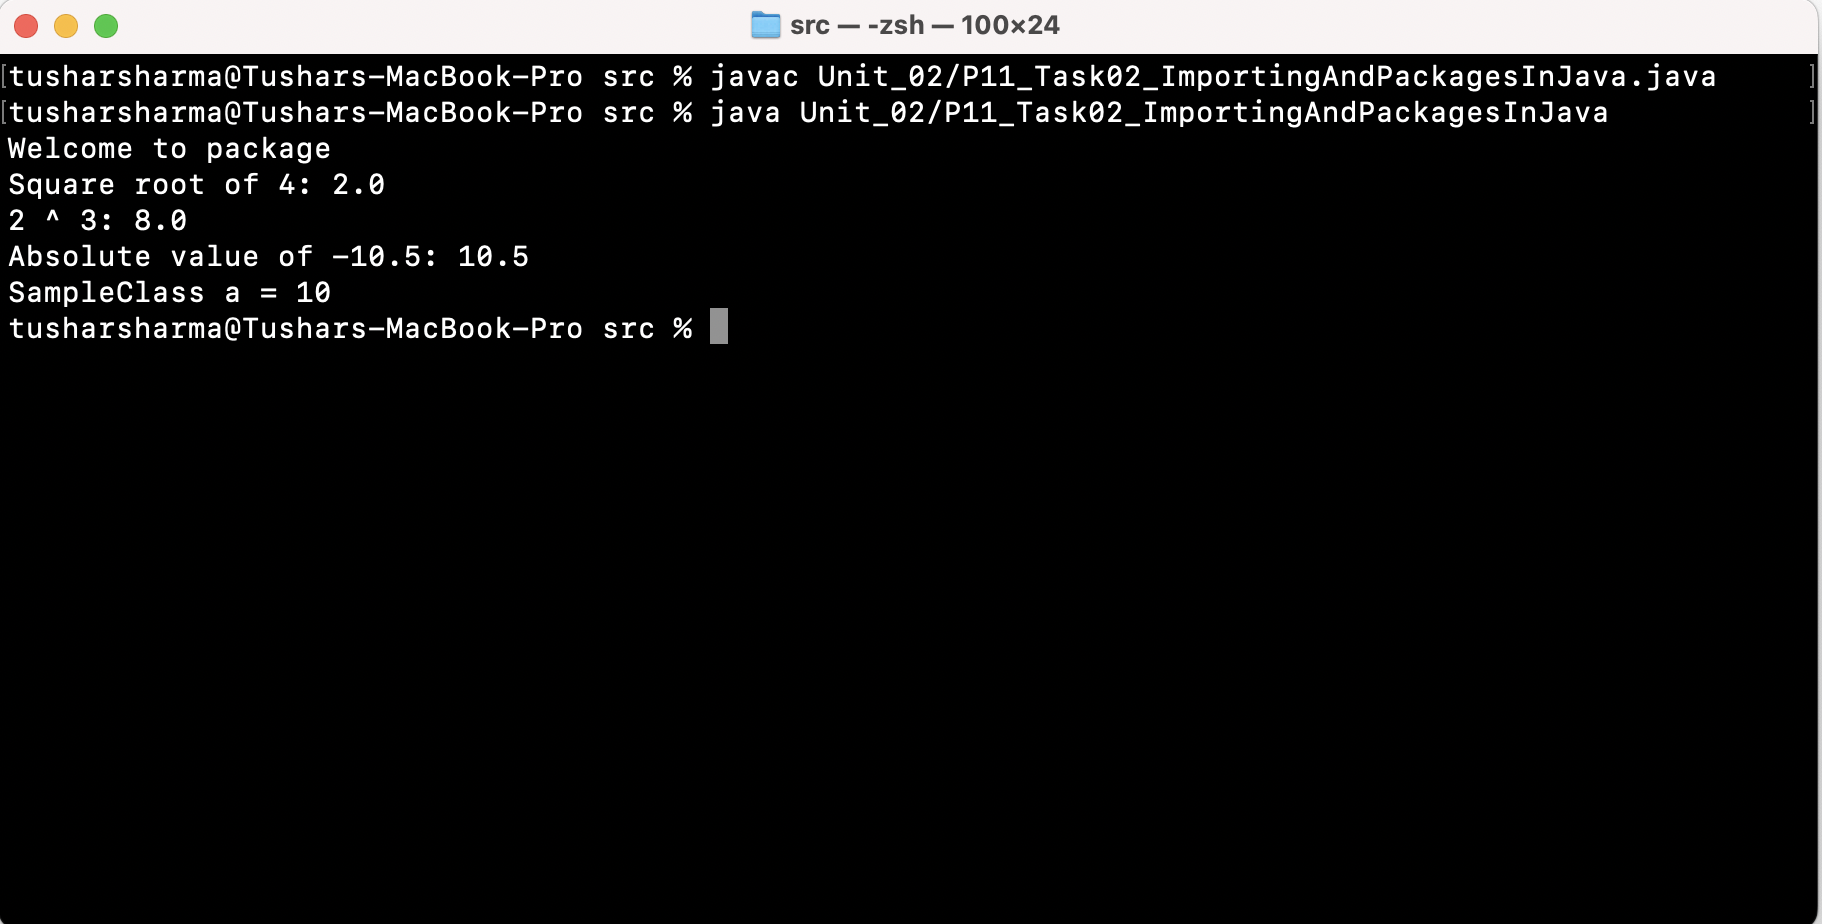 src — -zsh — 100×24
[tusharsharma@Tushars-MacBook-Pro src % javac Unit_02/P11_Task02_ImportingAndPackagesInJava.java ]
[tusharsharma@Tushars-MacBook-Pro src % java Unit_02/P11_Task02_ImportingAndPackagesInJava ]
Welcome to package
Square root of 4: 2.0
2 ^ 3: 8.0
Absolute value of -10.5: 10.5
SampleClass a = 10
tusharsharma@Tushars-MacBook-Pro src %